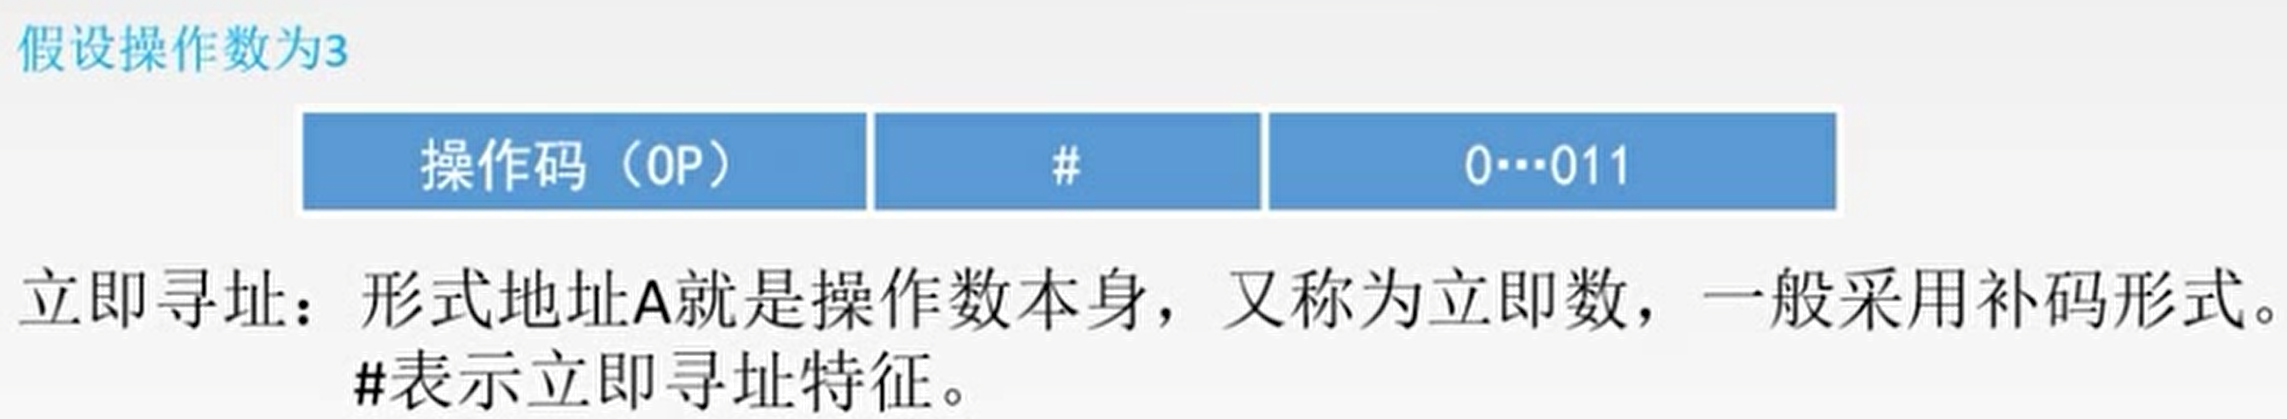 假设操作数为3
操作码（OP） # 0…011
立即寻址：形式地址A就是操作数本身，又称为立即数，一般采用补码形式。
#表示立即寻址特征。